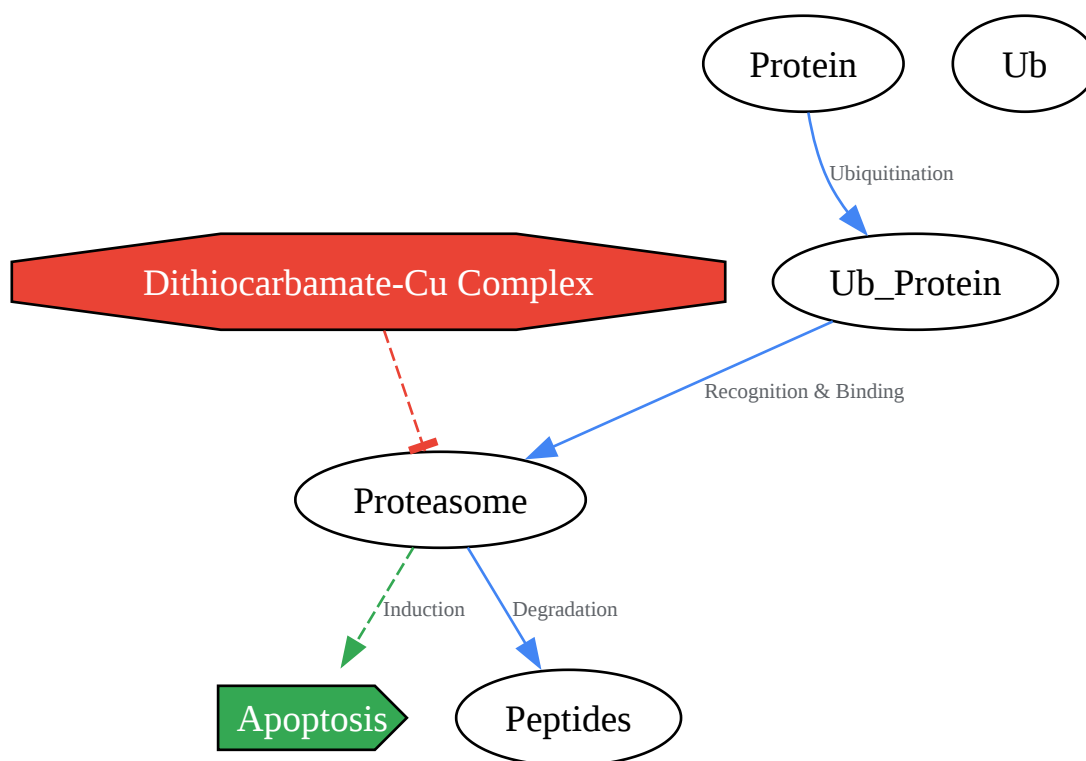 Protein
Ub
Ubiquitination
Dithiocarbamate-Cu Complex
Ub_Protein
Recognition & Binding
Proteasome
Induction
Degradation
Apoptosis
Peptides